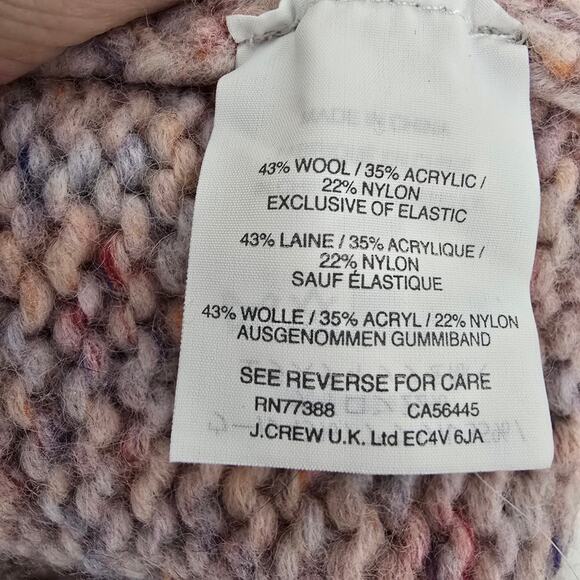 43% WOOL / 35% ACRYLIC /
22% NYLON
EXCLUSIVE OF ELASTIC
43% LAINE / 35% ACRYLIQUE /
22% NYLON
SAUF ÉLASTIQUE
43% WOLLE / 35% ACRYL / 22% NYLON
AUSGENOMMEN GUMMIBAND
SEE REVERSE FOR CARE
RN77388 CA56445
J.CREW U.K. Ltd EC4V 6JA